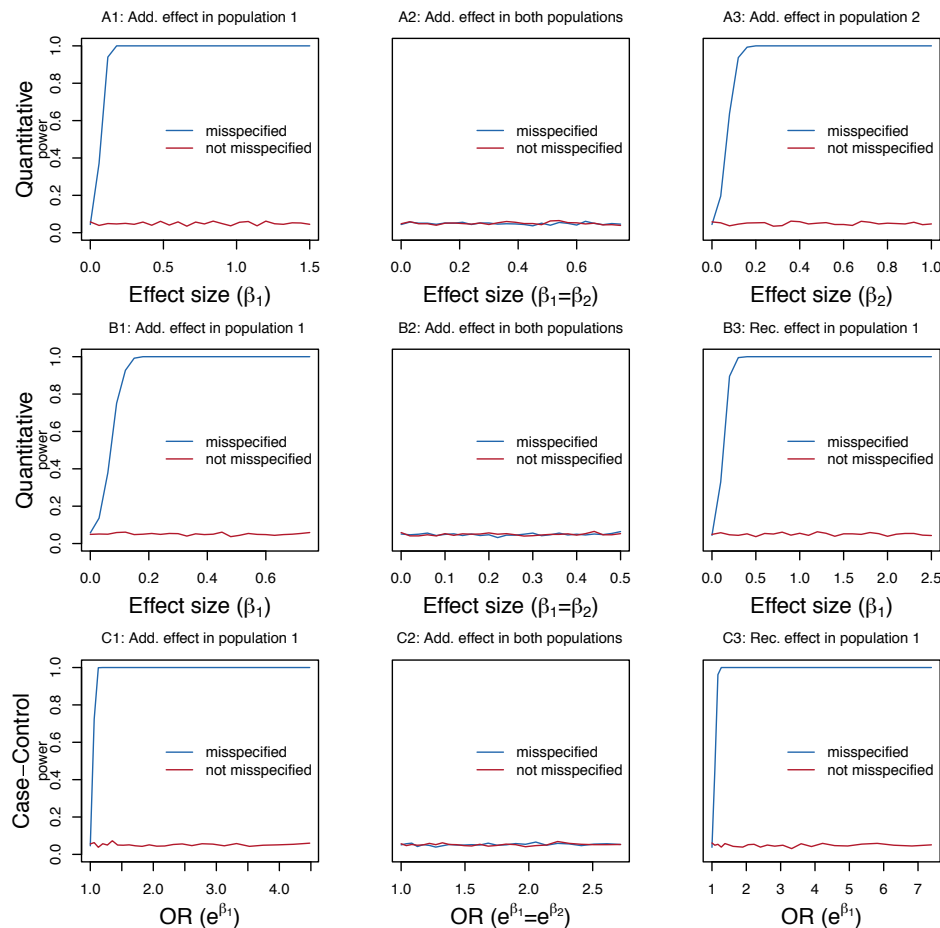 A1: Add. effect in population 1
A2: Add. effect in both populations
A3: Add. effect in population 2
Quantitative
power
0.0 0.2 0.4 0.6 0.8 1.0
misspecified
not misspecified
misspecified
not misspecified
misspecified
not misspecified
0.0 0.5 1.0 1.5
0.0 0.2 0.4 0.6
0.0 0.2 0.4 0.6 0.8 1.0
Effect size (β₁)
Effect size (β₁=β₂)
Effect size (β₂)
B1: Add. effect in population 1
B2: Add. effect in both populations
B3: Rec. effect in population 1
Quantitative
power
0.0 0.2 0.4 0.6 0.8 1.0
misspecified
not misspecified
misspecified
not misspecified
misspecified
not misspecified
0.0 0.2 0.4 0.6
0.0 0.1 0.2 0.3 0.4 0.5
0.0 0.5 1.0 1.5 2.0 2.5
Effect size (β₁)
Effect size (β₁=β₂)
Effect size (β₁)
C1: Add. effect in population 1
C2: Add. effect in both populations
C3: Rec. effect in population 1
Case−Control
power
0.0 0.2 0.4 0.6 0.8 1.0
misspecified
not misspecified
misspecified
not misspecified
misspecified
not misspecified
1.0 2.0 3.0 4.0
1.0 1.5 2.0 2.5
1 2 3 4 5 6 7
OR (e^β₁)
OR (e^β₁=e^β₂)
OR (e^β₁)